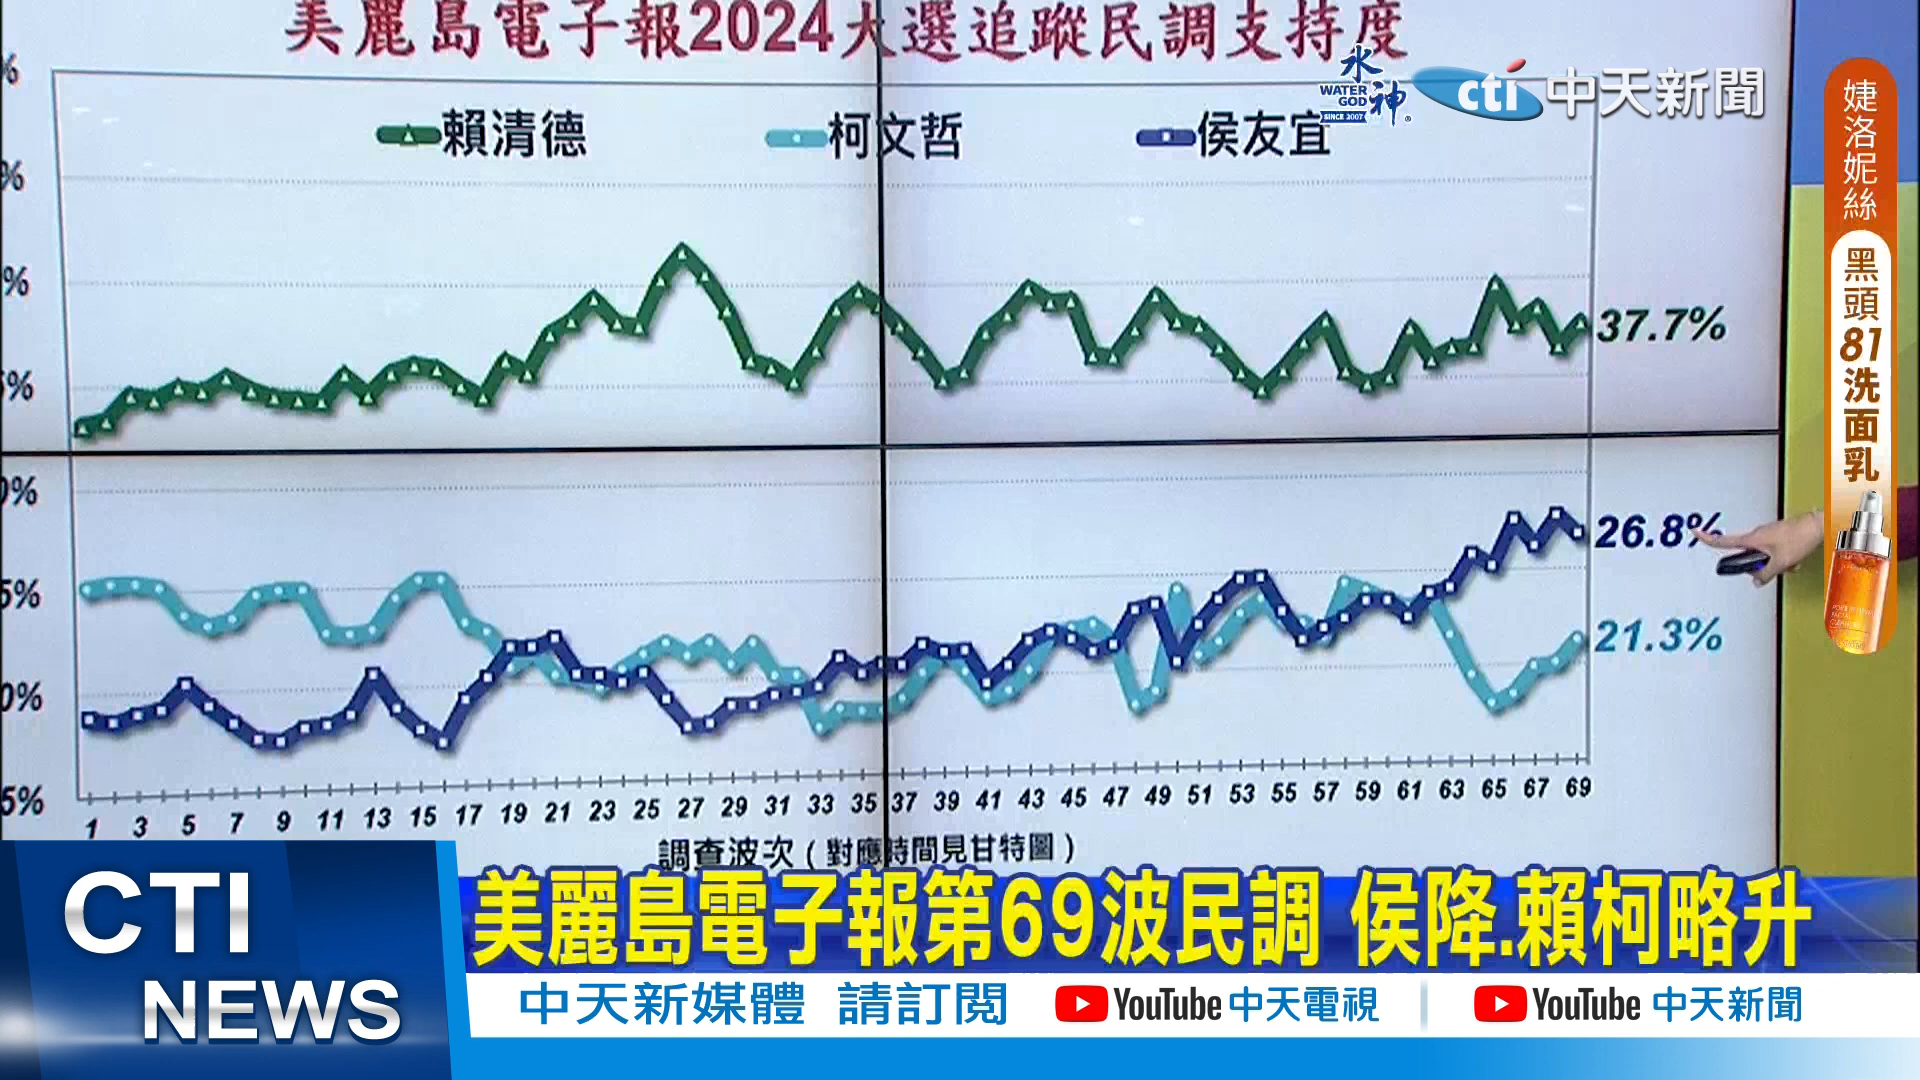 美麗島電子報2024大選追蹤民調支持度
水神
WATER GOD
SINCE 2007
cti 中天新聞
賴清德 柯文哲 侯友宜
37.7%
26.8%
21.3%
1 3 5 7 9 11 13 15 17 19 21 23 25 27 29 31 33 35 37 39 41 43 45 47 49 51 53 55 57 59 61 63 65 67 69
調查波次（對應時間見甘特圖）
婕洛妮絲
黑頭81洗面乳
CTI
NEWS
美麗島電子報第69波民調 侯降.賴柯略升
中天新媒體 請訂閱 YouTube 中天電視 YouTube 中天新聞